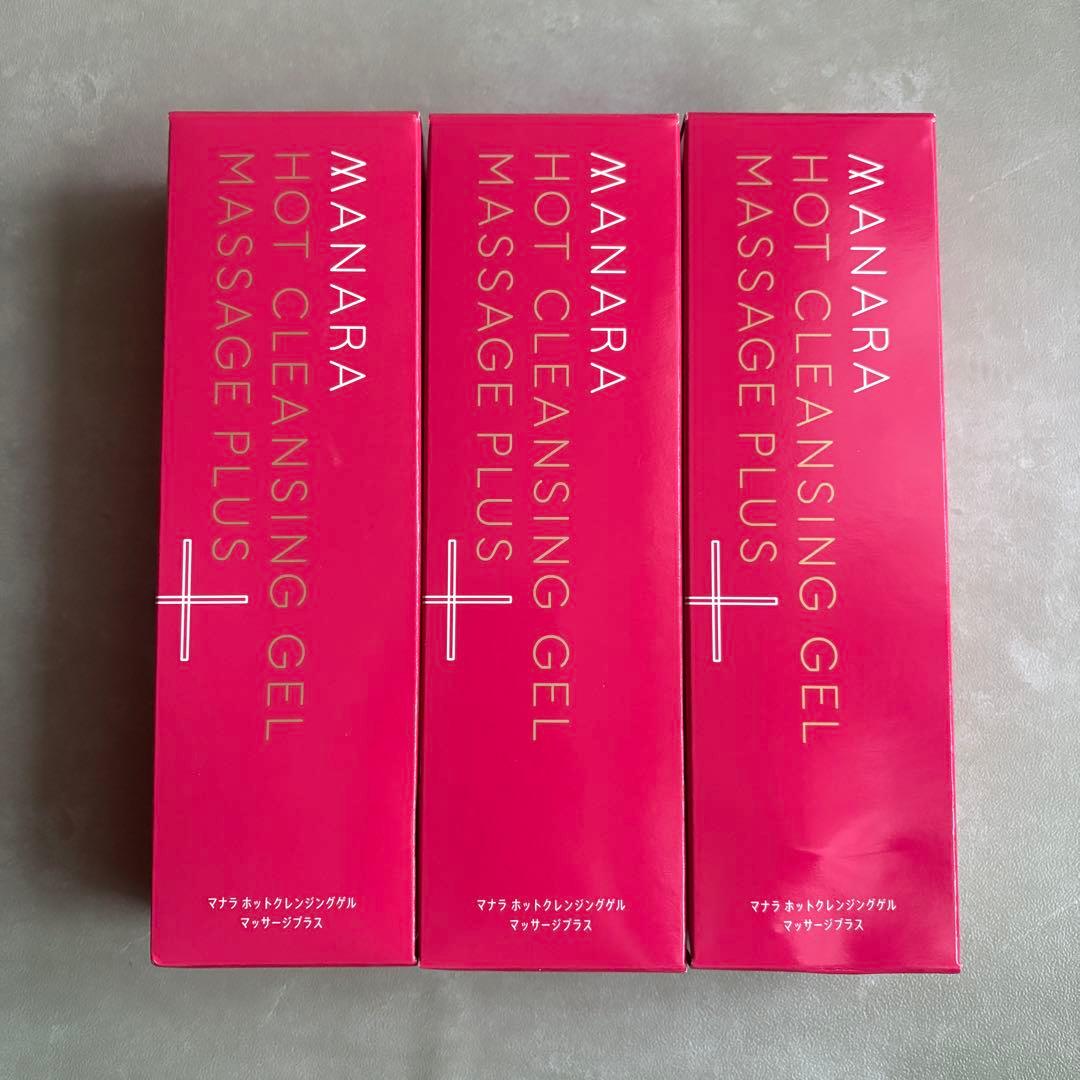 MANARA
HOT CLEANSING GEL
MASSAGE PLUS
マナラ ホットクレンジングゲル
マッサージプラス
MANARA
HOT CLEANSING GEL
MASSAGE PLUS
マナラ ホットクレンジングゲル
マッサージプラス
MANARA
HOT CLEANSING GEL
MASSAGE PLUS
マナラ ホットクレンジングゲル
マッサージプラス